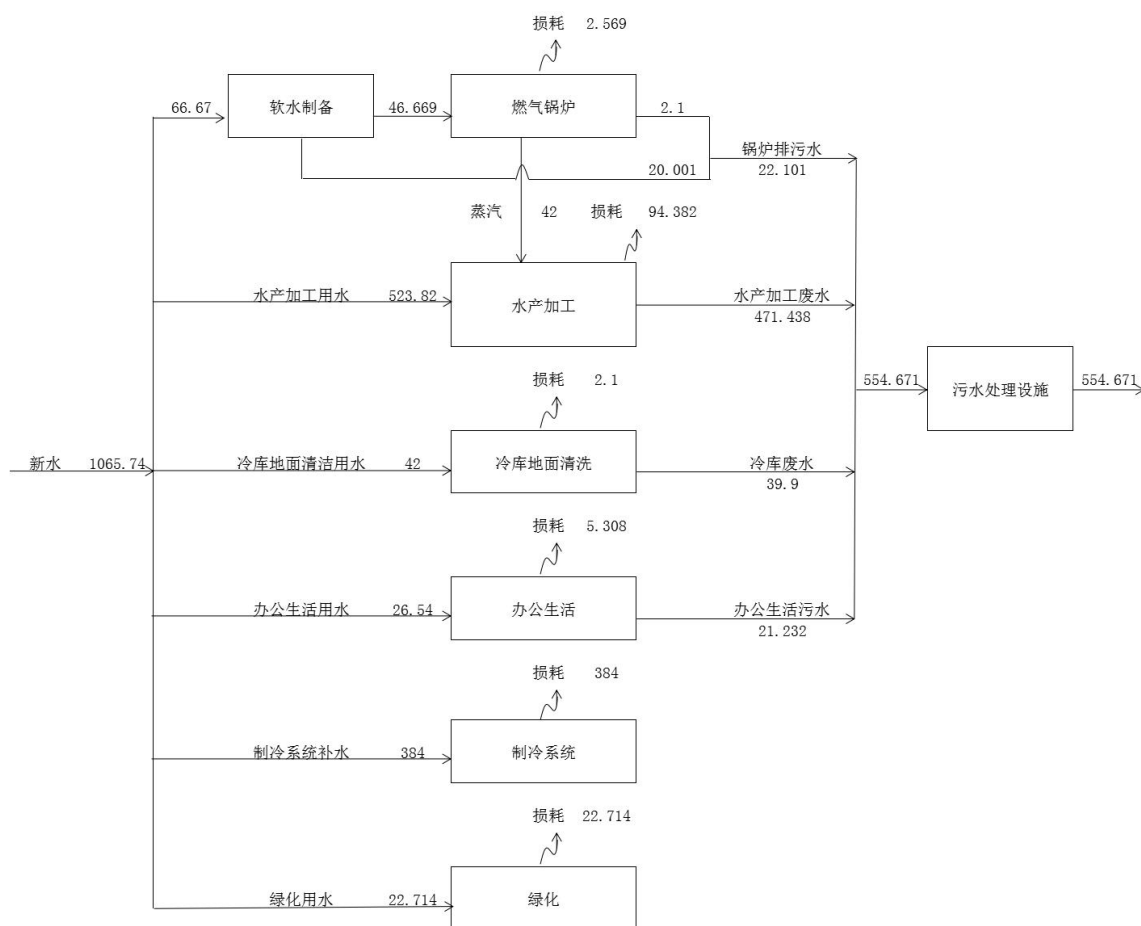 损耗 2.569
66.67 软水制备 46.669 燃气锅炉 2.1
锅炉排污水
20.001 22.101
蒸汽 42 损耗 94.382
水产加工用水 523.82 水产加工 水产加工废水
471.438
损耗 2.1
554.671 污水处理设施 554.671
新水 1065.74 冷库地面清洁用水 42 冷库地面清洗 冷库废水
39.9
损耗 5.308
办公生活用水 26.54 办公生活 办公生活污水
21.232
损耗 384
制冷系统补水 384 制冷系统
损耗 22.714
绿化用水 22.714 绿化